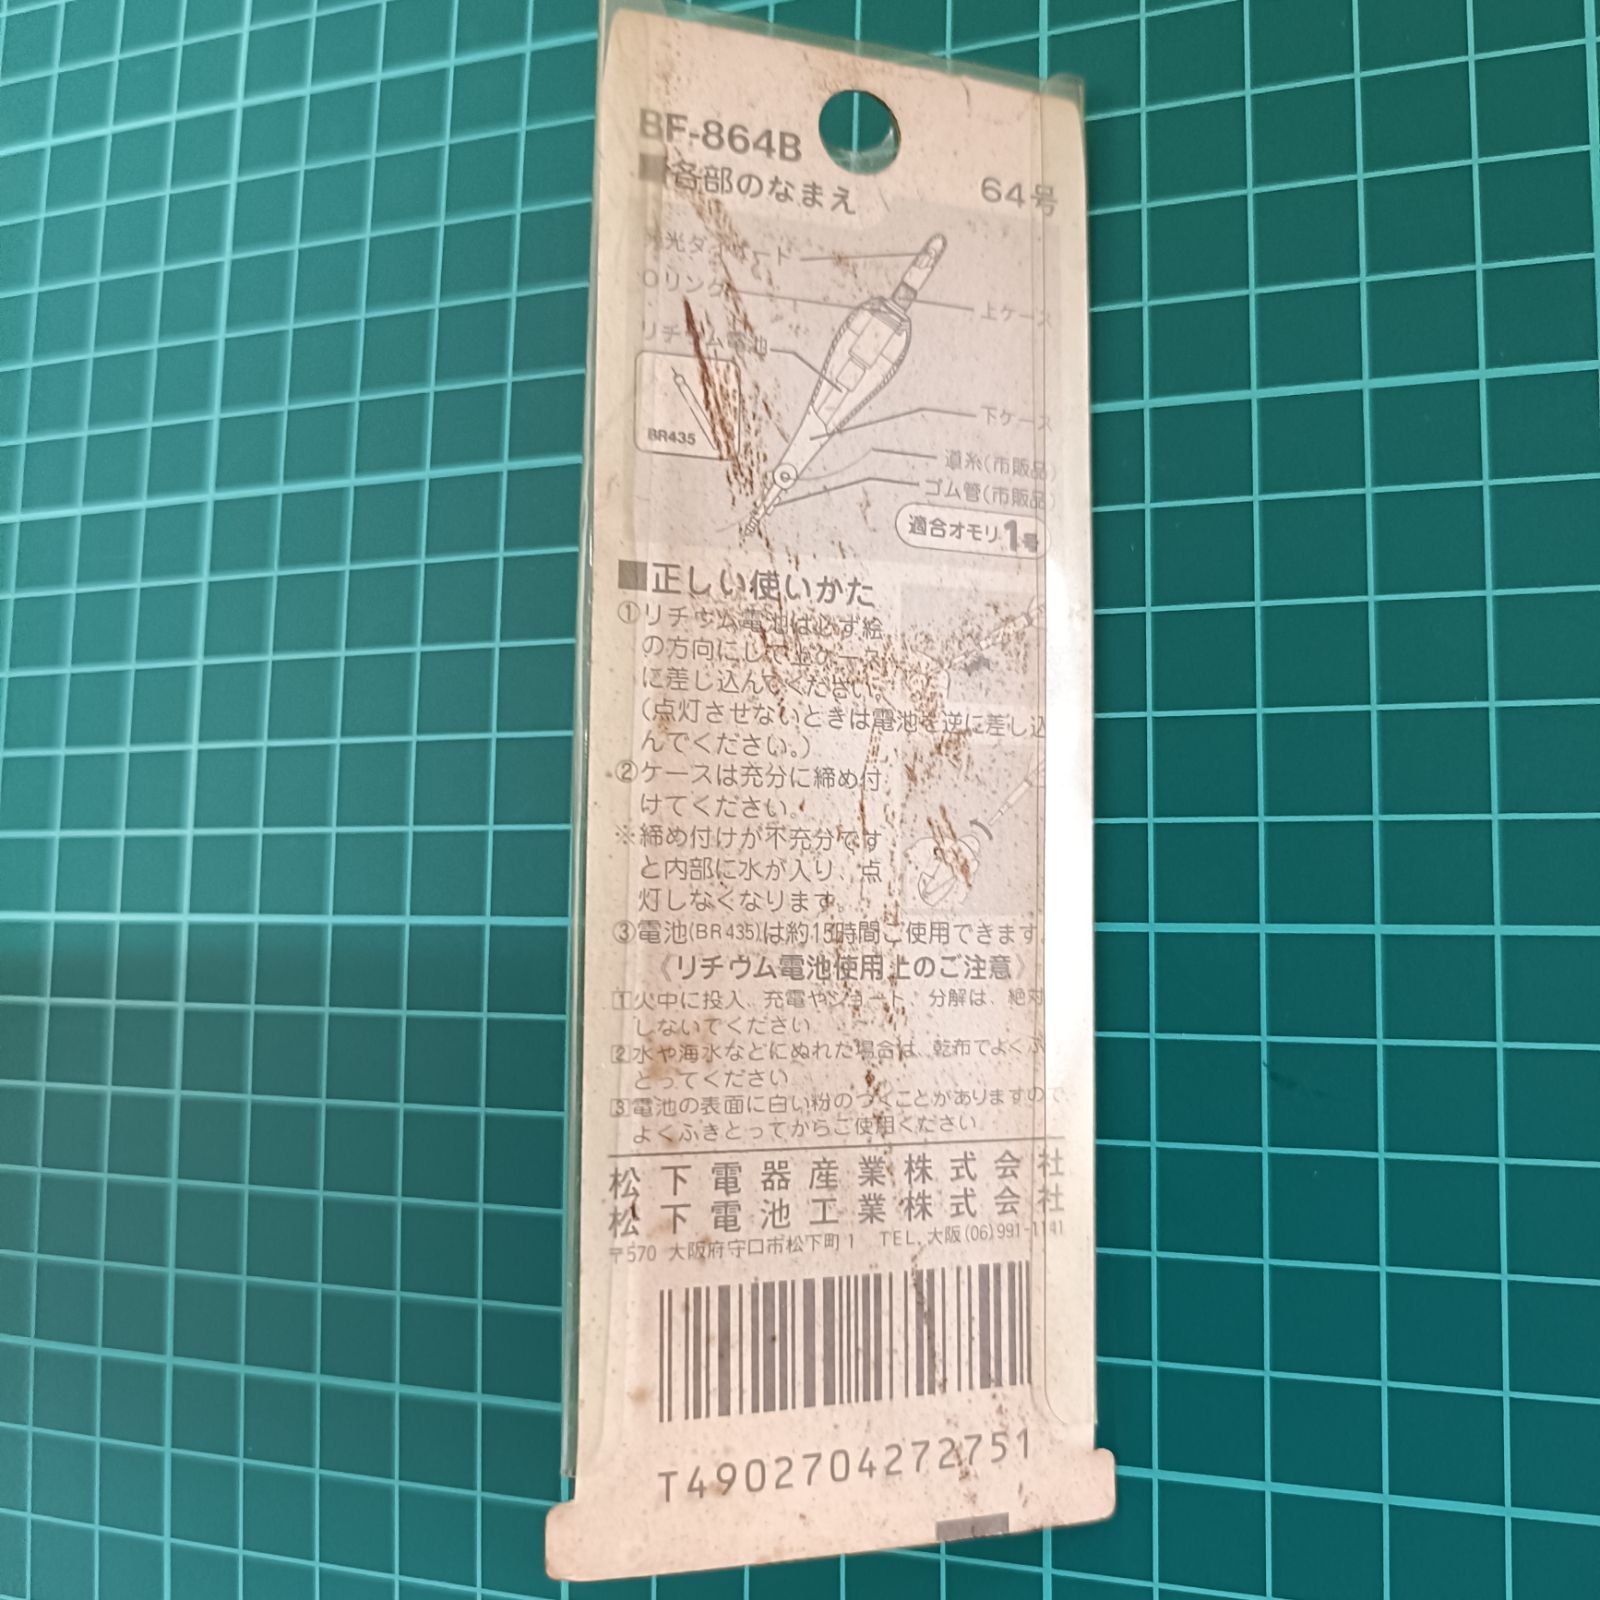 BF-864B
■各部のなまえ
64号
発光ダイオード
Oリング
上ケース
リチウム電池
BR435
下ケース
道糸(市販品)
ゴム管(市販品)
適合オモリ1号
■正しい使いかた
①リチウム電池は必ず絵
の方向にして上ケース
に差し込んでください。
(点灯させないときは電池を逆に差し込
んでください。)
②ケースは充分に締め付
けてください。
※締め付けが不充分です
と内部に水が入り、点
灯しなくなります。
③電池(BR435)は約15時間ご使用できます。
《リチウム電池使用上のご注意》
1火中に投入、充電やショート、分解は、絶対
しないでください
2水や海水などにぬれた場合は、乾布でよくふ
とってください
3電池の表面に白い粉のつくことがありますので
よくふきとってからご使用ください
松下電器産業株式会社
松下電池工業株式会社
〒570 大阪府守口市松下町1 TEL.大阪(06)991-1141
T4902704272751